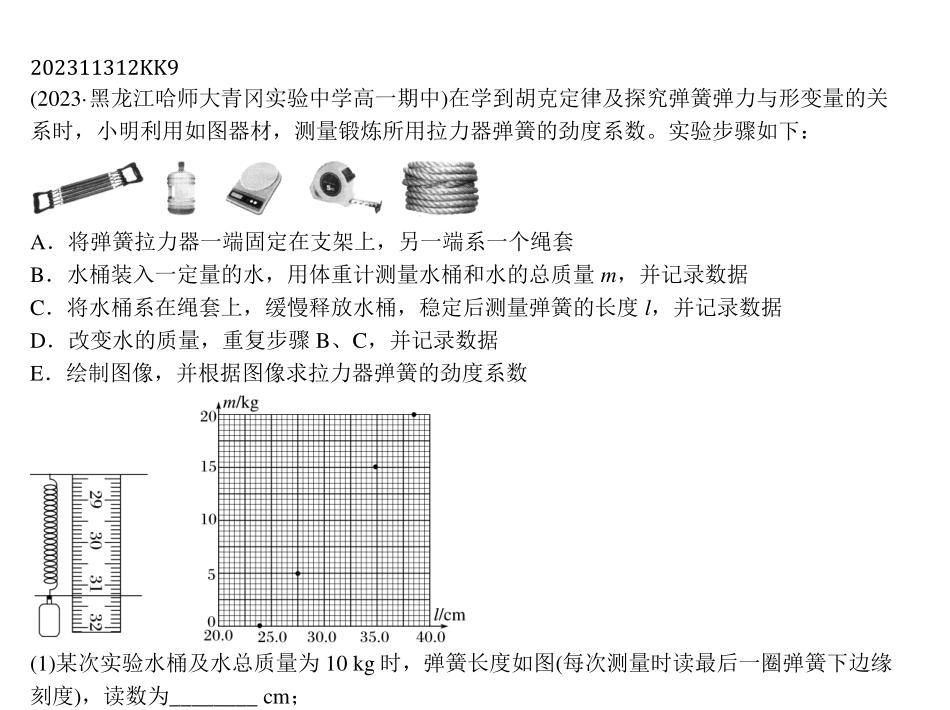 202311312KK9
(2023·黑龙江哈师大青冈实验中学高一期中)在学到胡克定律及探究弹簧弹力与形变量的关
系时，小明利用如图器材，测量锻炼所用拉力器弹簧的劲度系数。实验步骤如下：
A．将弹簧拉力器一端固定在支架上，另一端系一个绳套
B．水桶装入一定量的水，用体重计测量水桶和水的总质量 m，并记录数据
C．将水桶系在绳套上，缓慢释放水桶，稳定后测量弹簧的长度 l，并记录数据
D．改变水的质量，重复步骤 B、C，并记录数据
E．绘制图像，并根据图像求拉力器弹簧的劲度系数
29
30
31
32
m/kg
20
15
10
5
0
20.0 25.0 30.0 35.0 40.0
l/cm
(1)某次实验水桶及水总质量为 10 kg 时，弹簧长度如图(每次测量时读最后一圈弹簧下边缘
刻度)，读数为________ cm；